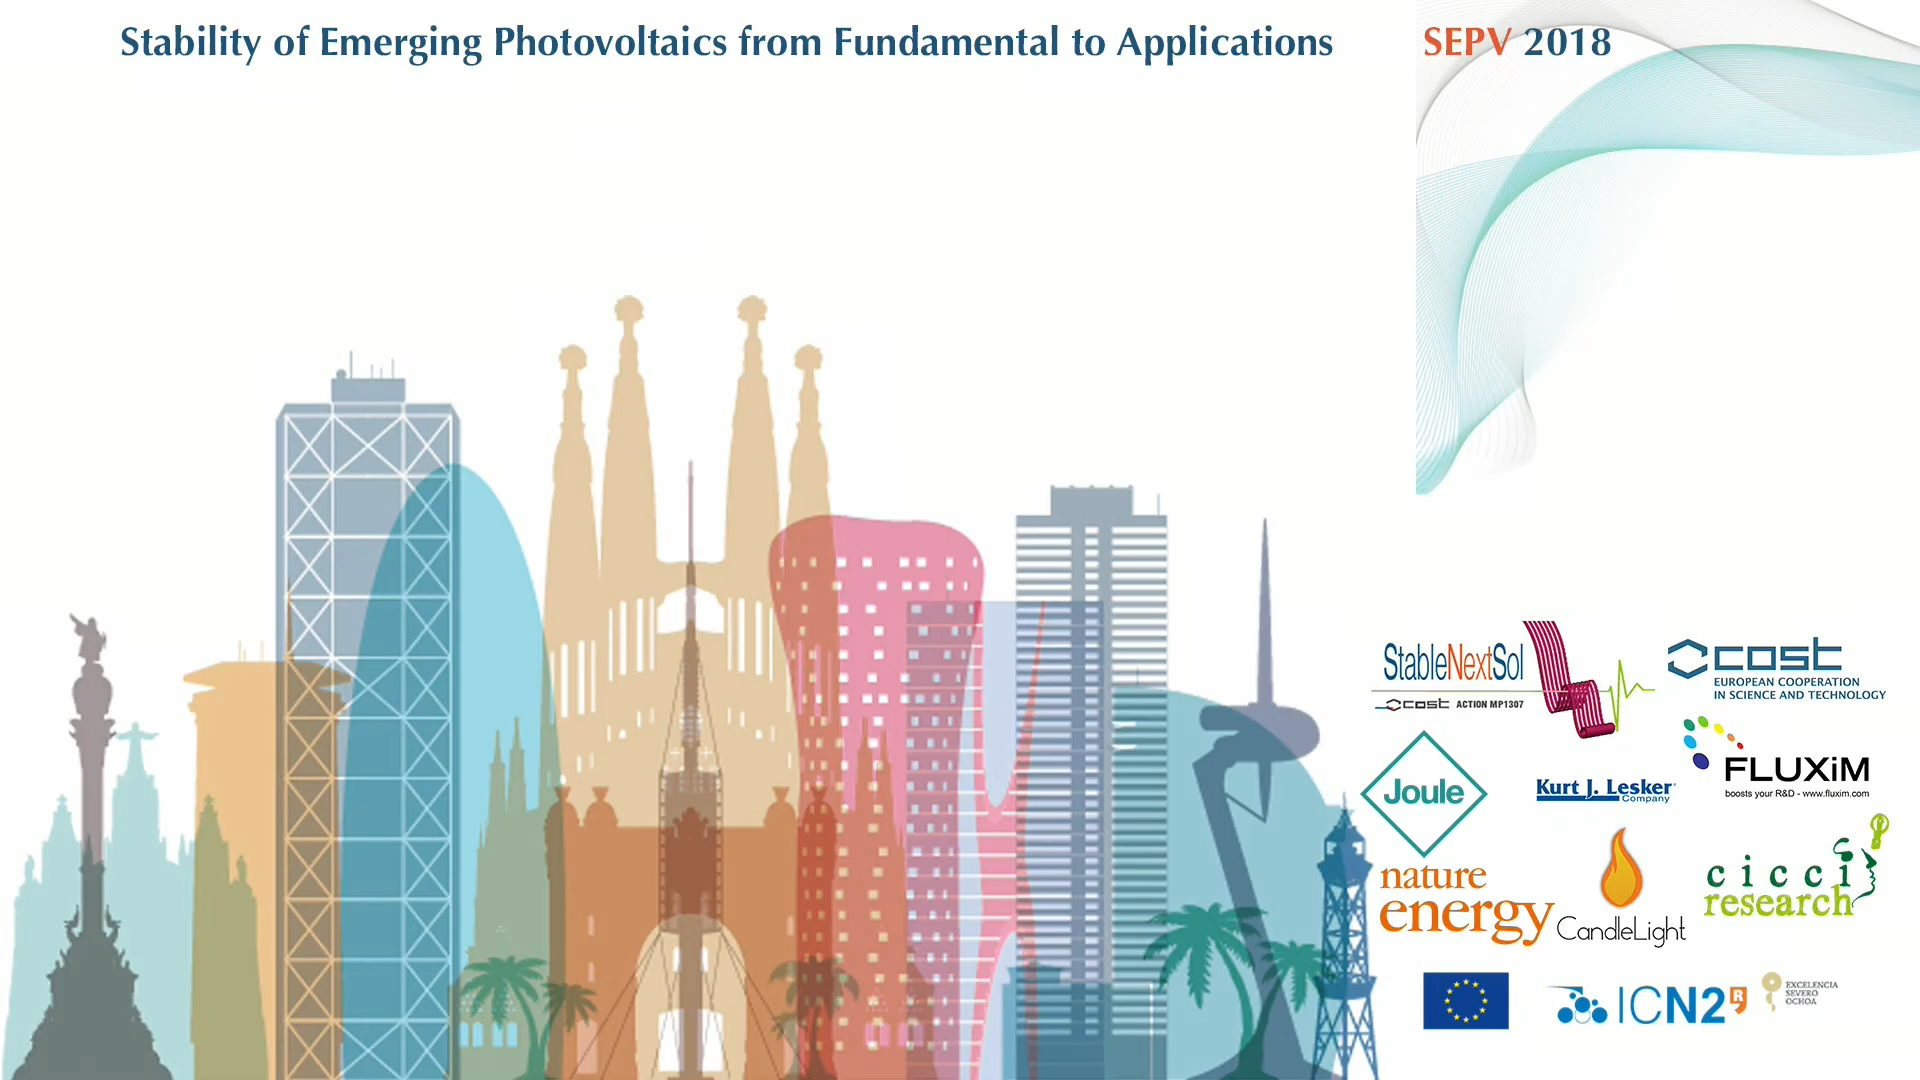 Stability of Emerging Photovoltaics from Fundamental to Applications
SEPV 2018
StableNextSol
cost ACTION MP1307
cost
EUROPEAN COOPERATION
IN SCIENCE AND TECHNOLOGY
Joule
Kurt J. Lesker
Company
FLUXiM
boosts your R&D - www.fluxim.com
nature
energy
CandleLight
cicci
research
ICN2
R
EXCELENCIA
SEVERO
OCHOA